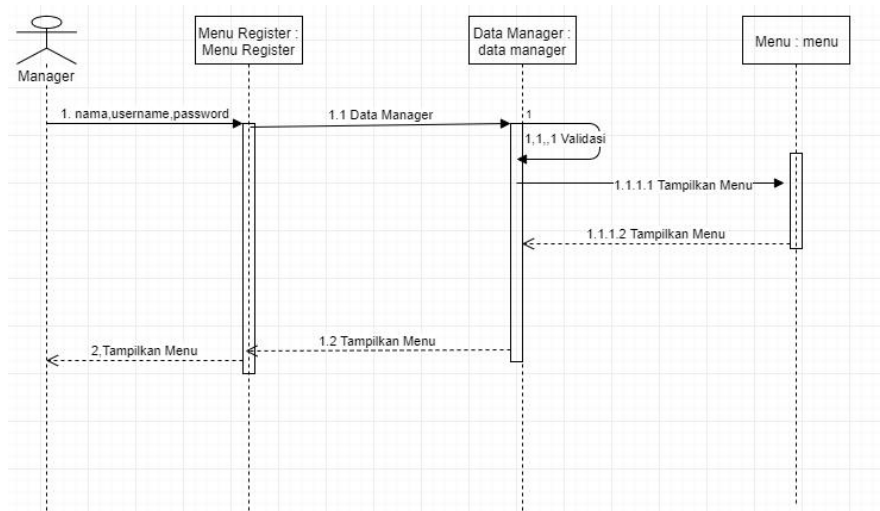 Manager
Menu Register :
Menu Register
Data Manager :
data manager
Menu : menu
1. nama,username,password
1.1 Data Manager
1
1,1,,1 Validasi
1.1.1.1 Tampilkan Menu
1.1.1.2 Tampilkan Menu
1.2 Tampilkan Menu
2,Tampilkan Menu